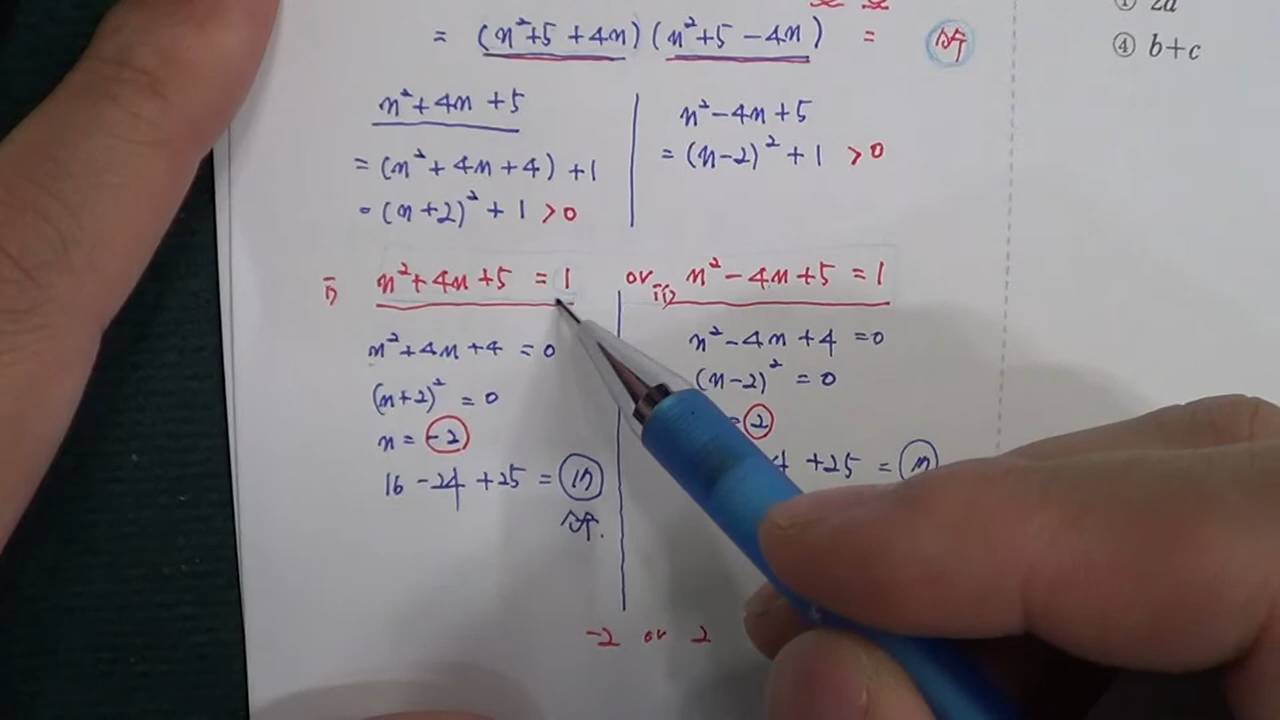 = (n²+5+4n)(n²+5-4n) = 소수
n²+4n+5
= (n²+4n+4)+1
= (n+2)²+1 >0
n²-4n+5
= (n-2)²+1 >0
i) n²+4n+5 = 1 or ii) n²-4n+5 = 1
n²+4n+4 = 0
(n+2)² = 0
n = -2
16 -24 +25 = 17
소수.
n²-4n+4 = 0
(n-2)² = 0
= 2
4 +25 = 17
-2 or 2
① 2a
④ b+c